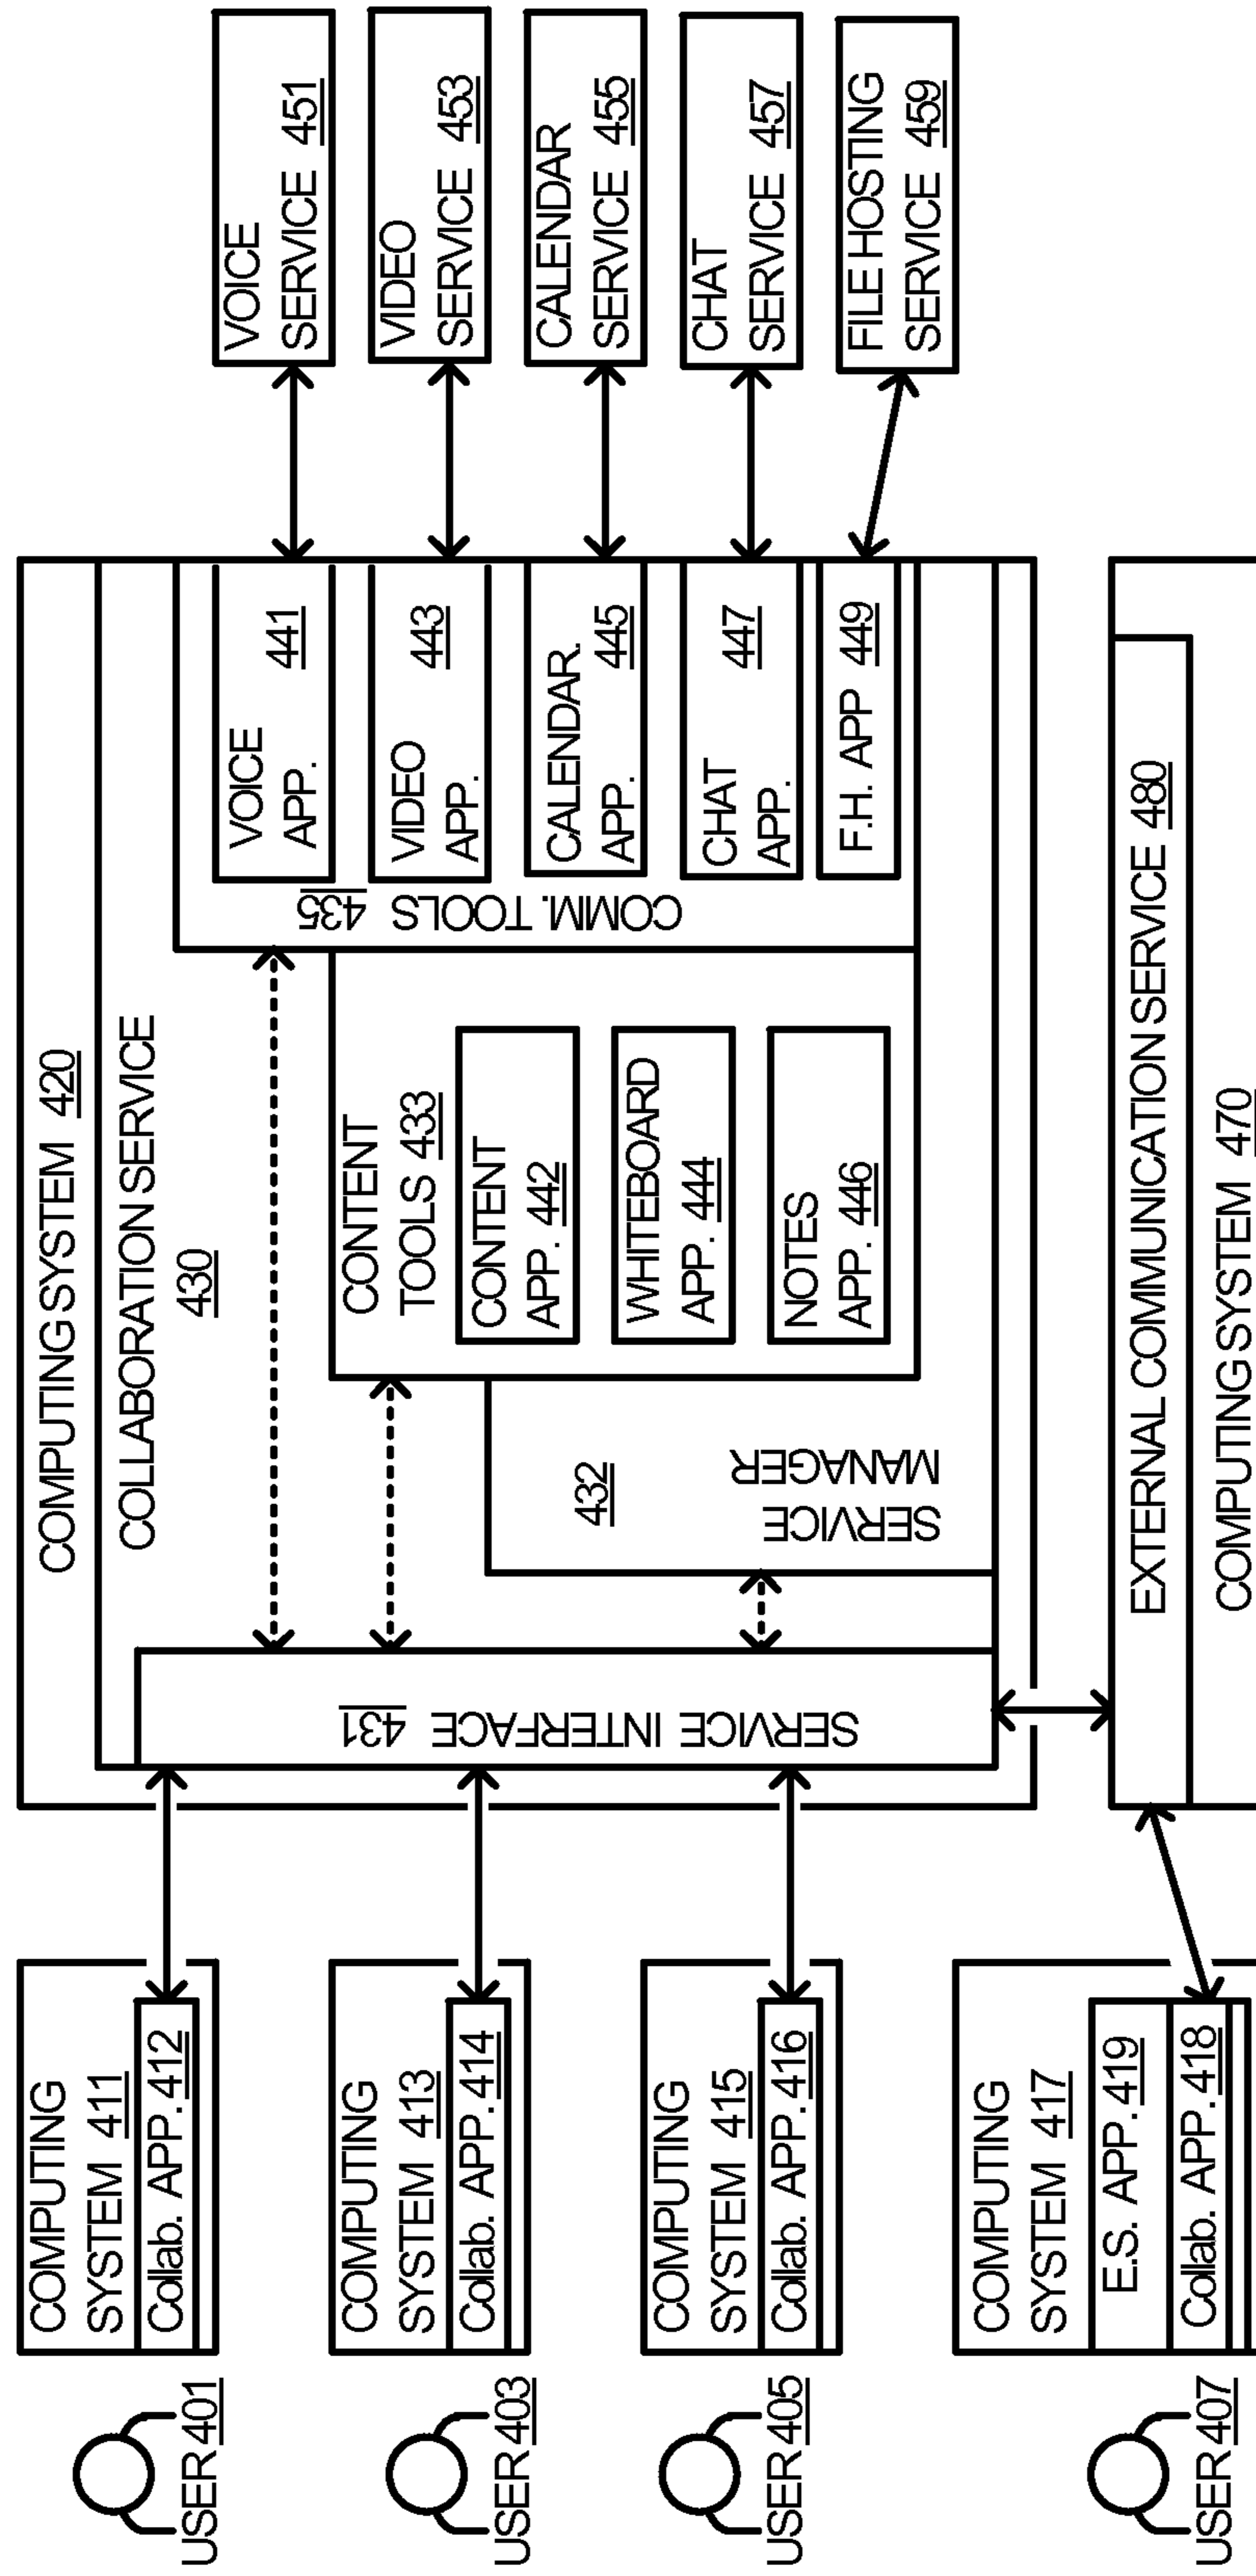 COMPUTING
SYSTEM 411
Collab. APP. 412
USER 401
COMPUTING
SYSTEM 413
Collab. APP. 414
USER 403
COMPUTING
SYSTEM 415
Collab. APP. 416
USER 405
COMPUTING
SYSTEM 417
E.S. APP. 419
Collab. APP. 418
USER 407
COMPUTING SYSTEM 420
COLLABORATION SERVICE
430
SERVICE INTERFACE 431
SERVICE
MANAGER
432
CONTENT
TOOLS 433
CONTENT
APP. 442
WHITEBOARD
APP. 444
NOTES
APP. 446
COMM. TOOLS 435
VOICE
APP. 441
VIDEO
APP. 443
CALENDAR.
APP. 445
CHAT
APP. 447
F.H. APP 449
VOICE
SERVICE 451
VIDEO
SERVICE 453
CALENDAR
SERVICE 455
CHAT
SERVICE 457
FILE HOSTING
SERVICE 459
EXTERNAL COMMUNICATION SERVICE 480
COMPUTING SYSTEM 470